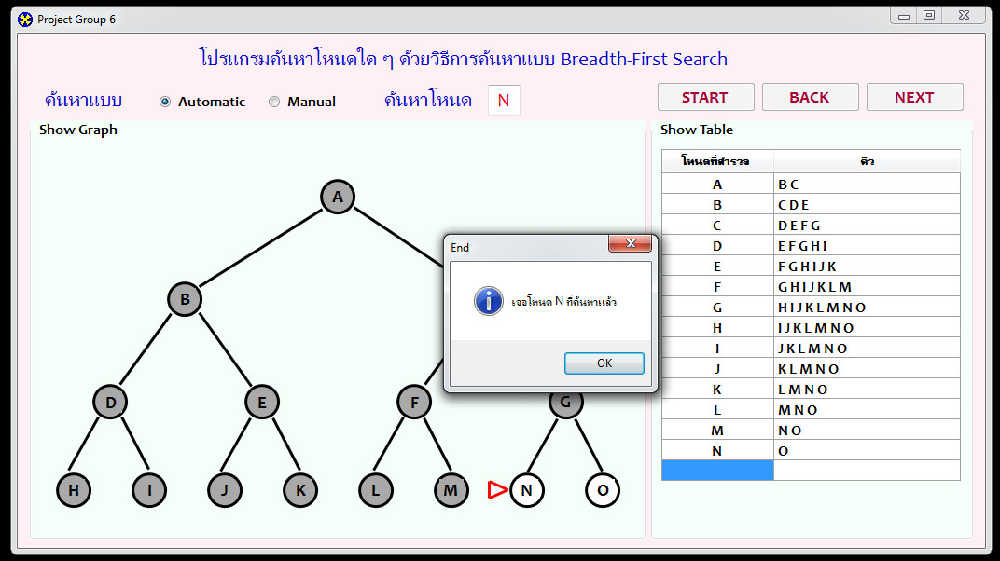 Project Group 6
โปรแกรมค้นหาโหนดใด ๆ ด้วยวิธีการค้นหาแบบ Breadth-First Search
ค้นหาแบบ Automatic Manual ค้นหาโหนด N START BACK NEXT
Show Graph
A
B
D E F G
H I J K L M N O
End
เจอโหนด N ที่ค้นหาแล้ว
OK
Show Table
โหนดที่สำรวจ คิว
A B C
B C D E
C D E F G
D E F G H I
E F G H I J K
F G H I J K L M
G H I J K L M N O
H I J K L M N O
I J K L M N O
J K L M N O
K L M N O
L M N O
M N O
N O